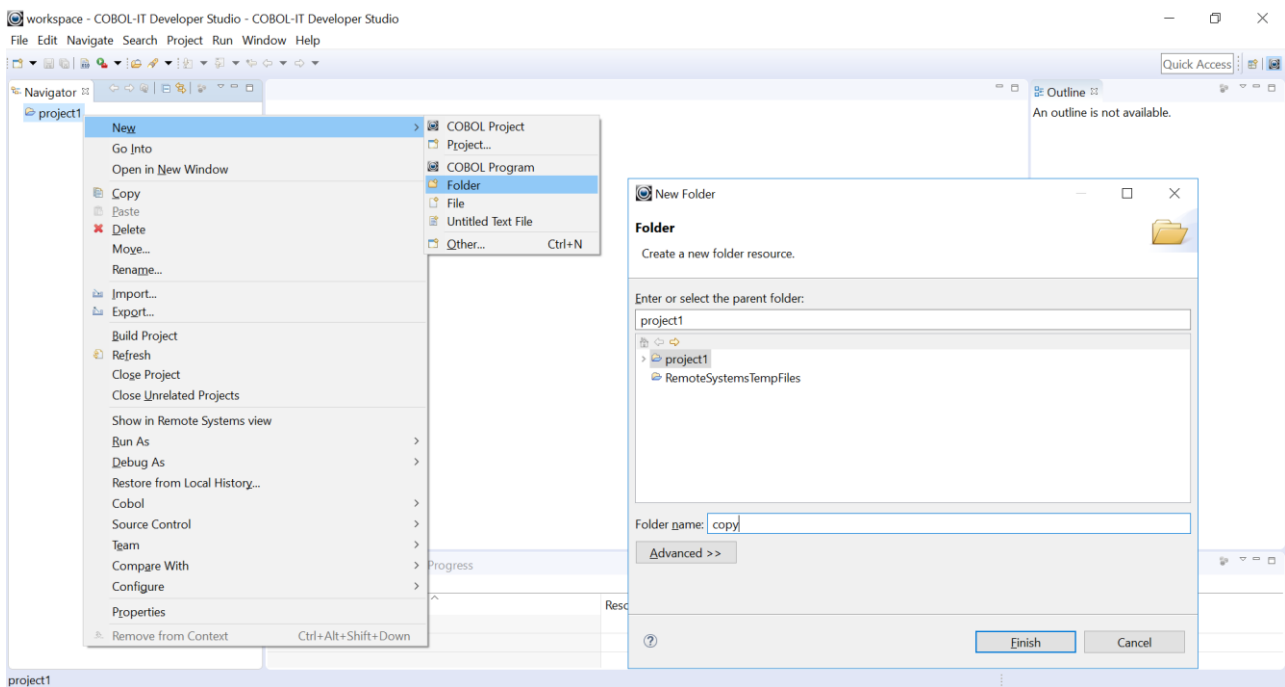 workspace - COBOL-IT Developer Studio - COBOL-IT Developer Studio
File Edit Navigate Search Project Run Window Help
Quick Access
Navigator
project1
New
Go Into
Open in New Window
Copy
Paste
Delete
Move...
Rename...
Import...
Export...
Build Project
Refresh
Close Project
Close Unrelated Projects
Show in Remote Systems view
Run As
Debug As
Restore from Local History...
Cobol
Source Control
Team
Compare With
Configure
Properties
Remove from Context Ctrl+Alt+Shift+Down
COBOL Project
Project...
COBOL Program
Folder
File
Untitled Text File
Other... Ctrl+N
Outline
An outline is not available.
New Folder
Folder
Create a new folder resource.
Enter or select the parent folder:
project1
project1
RemoteSystemsTempFiles
Folder name: copy
Advanced >>
Finish Cancel
Progress
project1